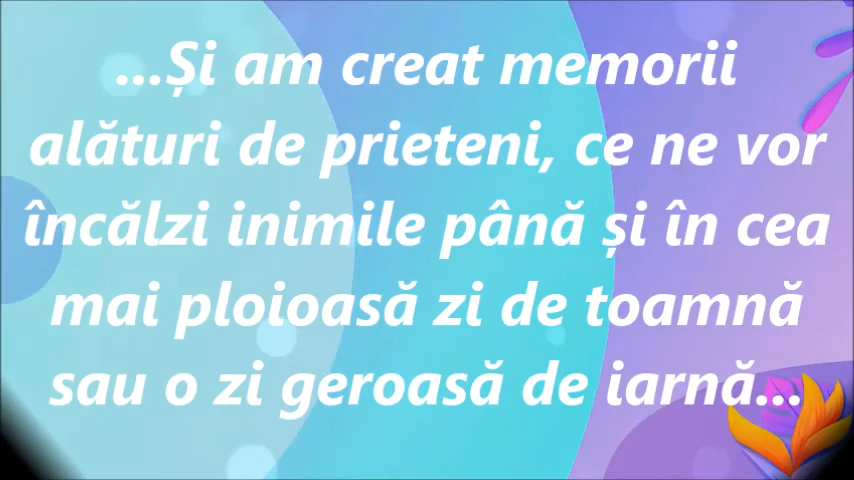 ...Și am creat memorii
alături de prieteni, ce ne vor
încălzi inimile până și în cea
mai ploioasă zi de toamnă
sau o zi geroasă de iarnă...